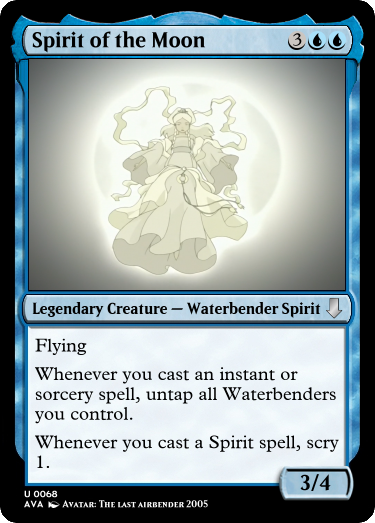 Spirit of the Moon 3
Legendary Creature — Waterbender Spirit
Flying
Whenever you cast an instant or
sorcery spell, untap all Waterbenders
you control.
Whenever you cast a Spirit spell, scry
1.
3/4
U 0068
AVA Avatar: The last airbender 2005